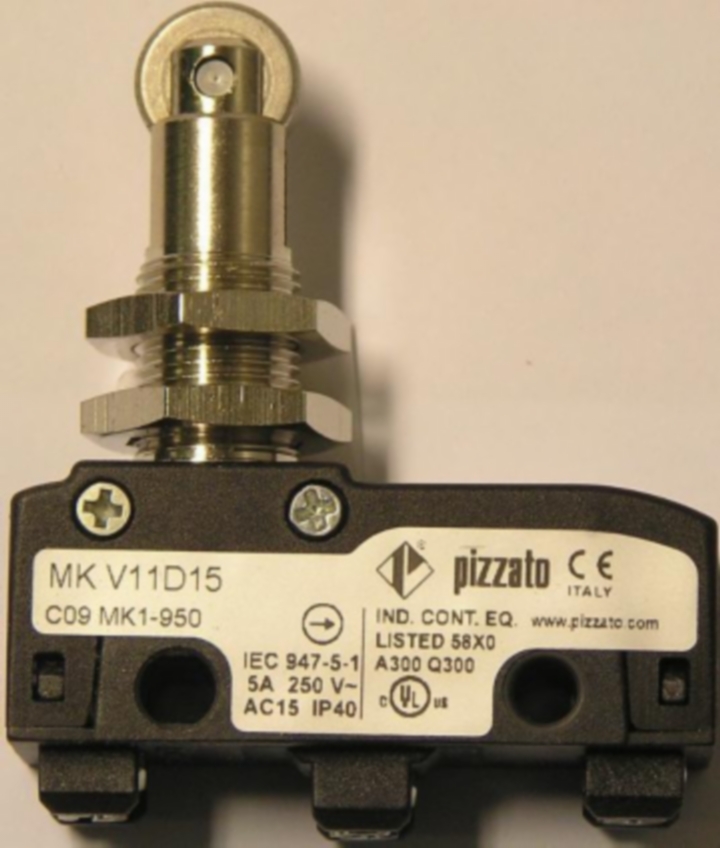 MK V11D15
C09 MK1-950
IEC 947-5-1
5A 250 V~
AC15 IP40
® pizzato CE
ITALY
IND. CONT. EQ. www.pizzato.com
LISTED 58X0
A300 Q300
c UL us